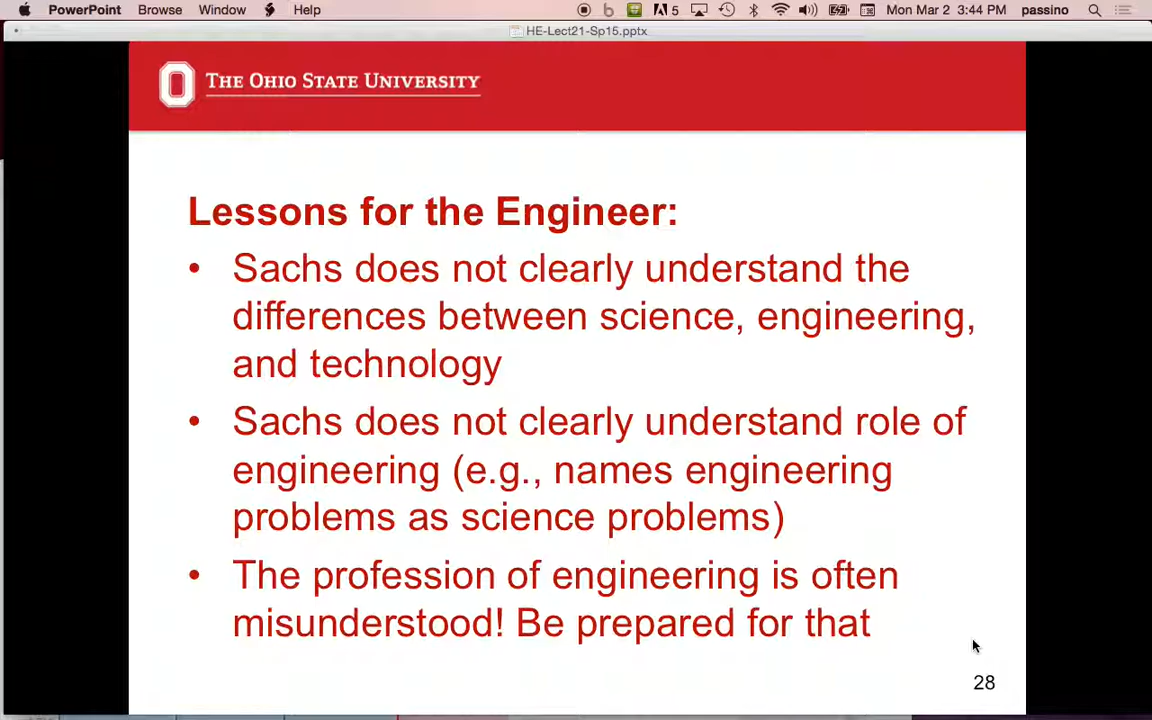 PowerPoint Browse Window Help 5 Mon Mar 2 3:44 PM passino
HE-Lect21-Sp15.pptx
THE OHIO STATE UNIVERSITY
Lessons for the Engineer:
• Sachs does not clearly understand the
differences between science, engineering,
and technology
• Sachs does not clearly understand role of
engineering (e.g., names engineering
problems as science problems)
• The profession of engineering is often
misunderstood! Be prepared for that
28